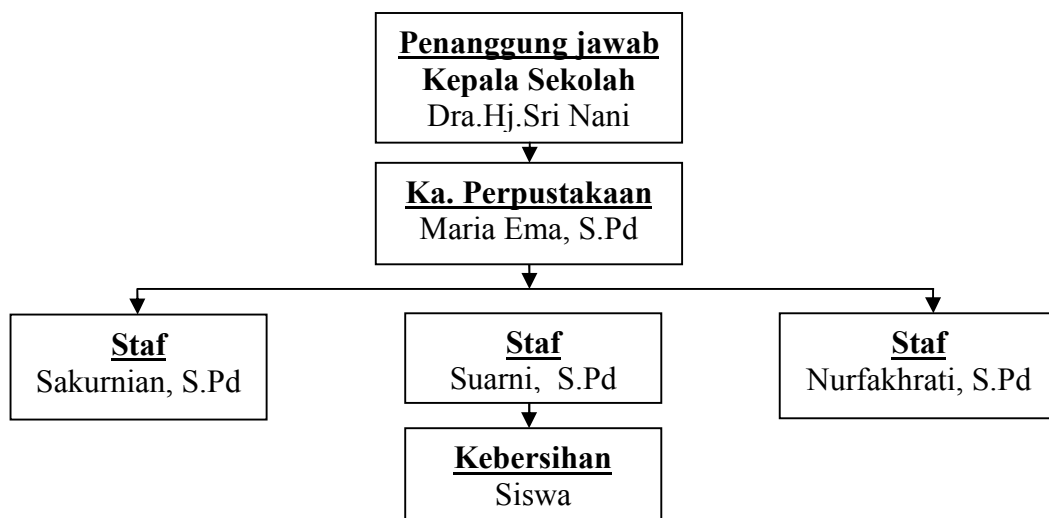 Penanggung jawab
Kepala Sekolah
Dra.Hj.Sri Nani
Ka. Perpustakaan
Maria Ema, S.Pd
Staf
Sakurnian, S.Pd
Staf
Suarni,  S.Pd
Staf
Nurfakhrati, S.Pd
Kebersihan
Siswa